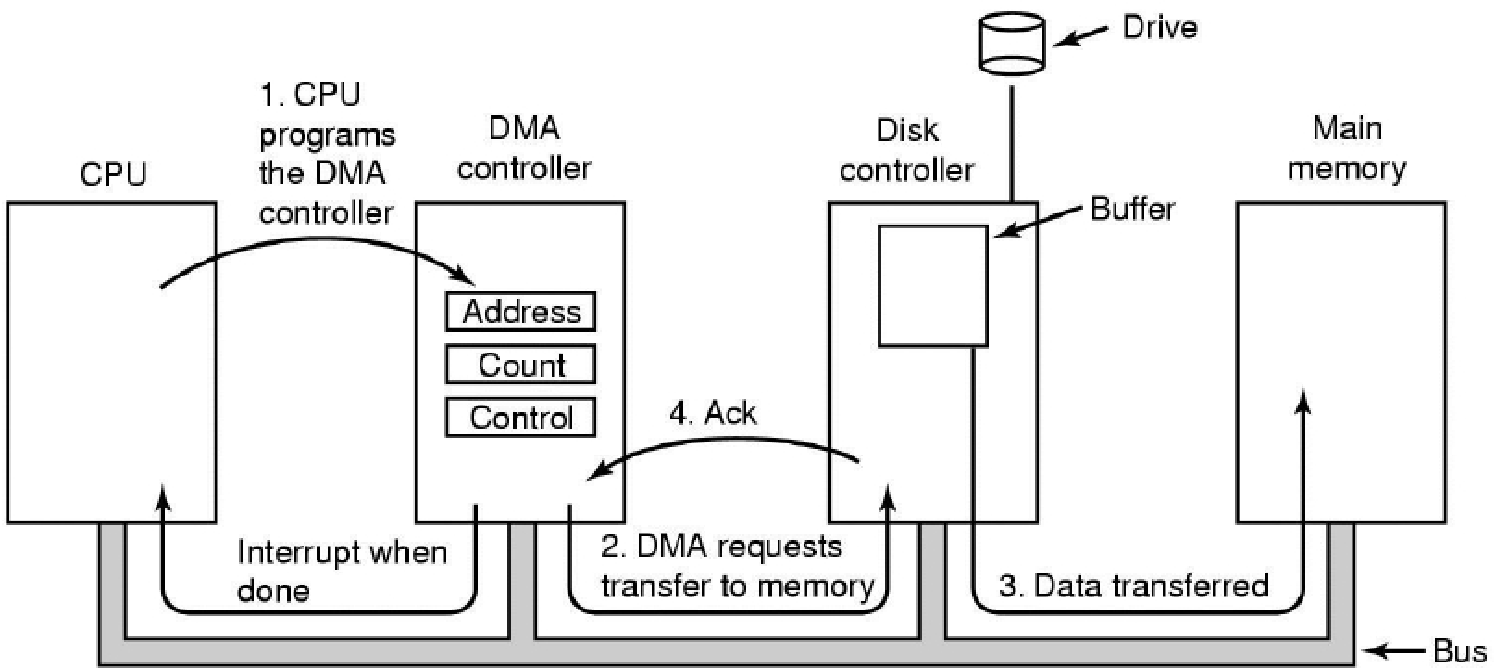 Drive
1. CPU
programs
the DMA
controller
CPU
DMA
controller
Disk
controller
Main
memory
Buffer
Address
Count
Control
4. Ack
Interrupt when
done
2. DMA requests
transfer to memory
3. Data transferred
Bus